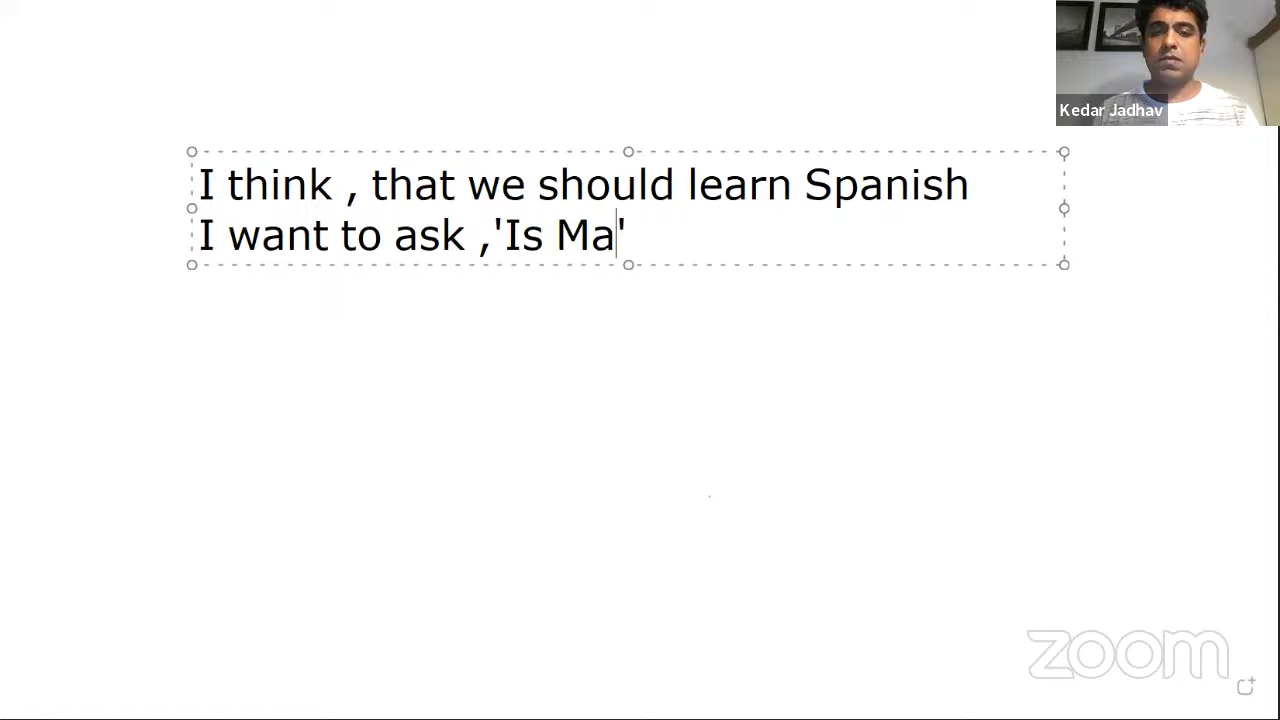 Kedar Jadhav
I think , that we should learn Spanish
I want to ask ,'Is Ma'
zoom